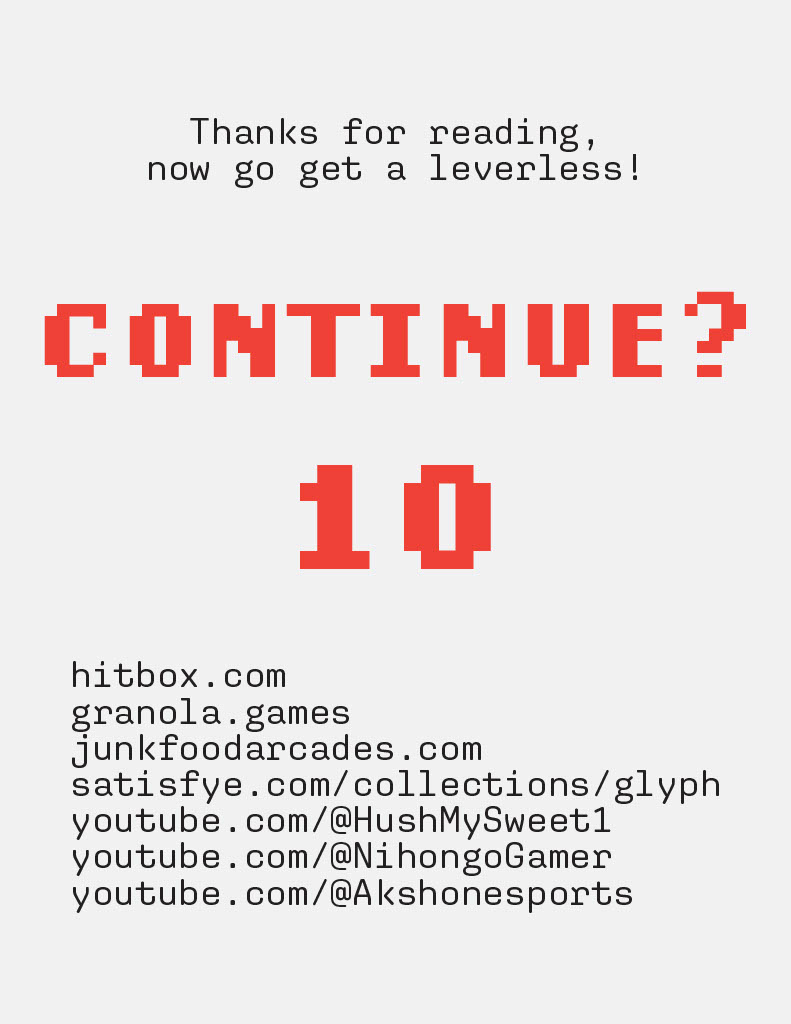 Thanks for reading,
now go get a leverless!
CONTINUE?
10
hitbox.com
granola.games
junkfoodarcades.com
satisfye.com/collections/glyph
youtube.com/@HushMySweet1
youtube.com/@NihongoGamer
youtube.com/@Akshonesports